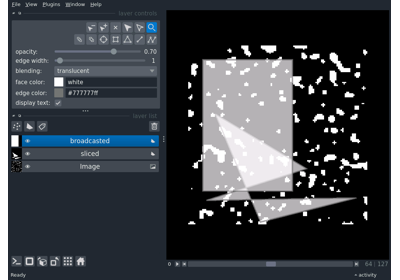 File View Plugins Window Help
layer controls
opacity: 0.70
edge width: 1
blending: translucent
face color: white
edge color: #777777ff
display text:
layer list
broadcasted
sliced
Image
64 127
Ready activity